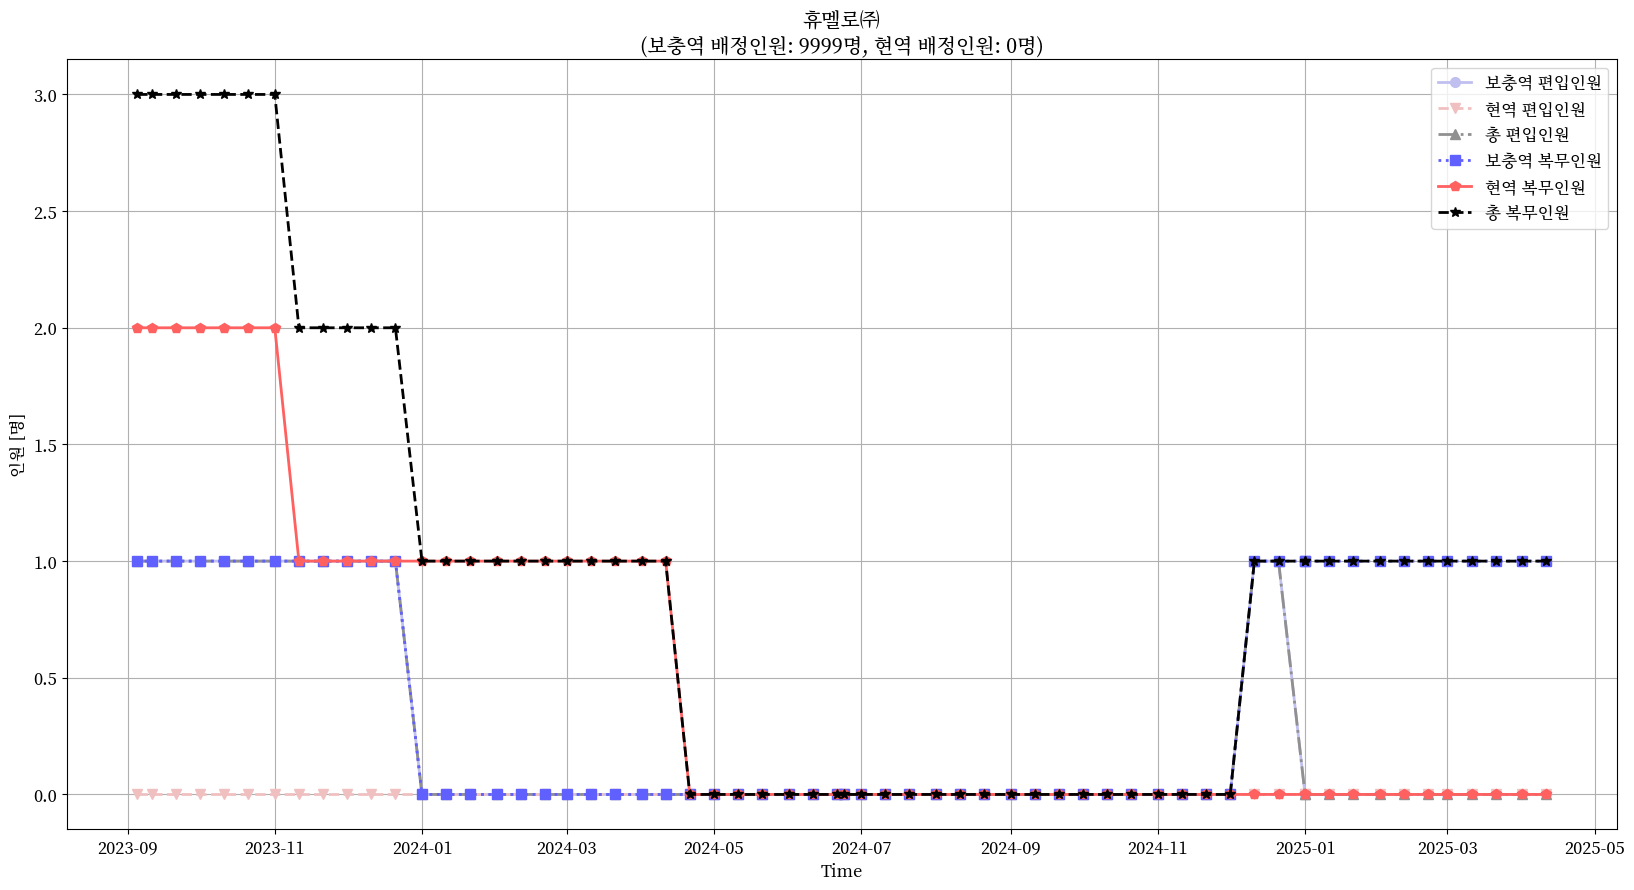 휴멜로㈜
(보충역 배정인원: 9999명, 현역 배정인원: 0명)
보충역 편입인원
현역 편입인원
총 편입인원
보충역 복무인원
현역 복무인원
총 복무인원
인원 [명]
3.0
2.5
2.0
1.5
1.0
0.5
0.0
2023-09
2023-11
2024-01
2024-03
2024-05
2024-07
2024-09
2024-11
2025-01
2025-03
2025-05
Time